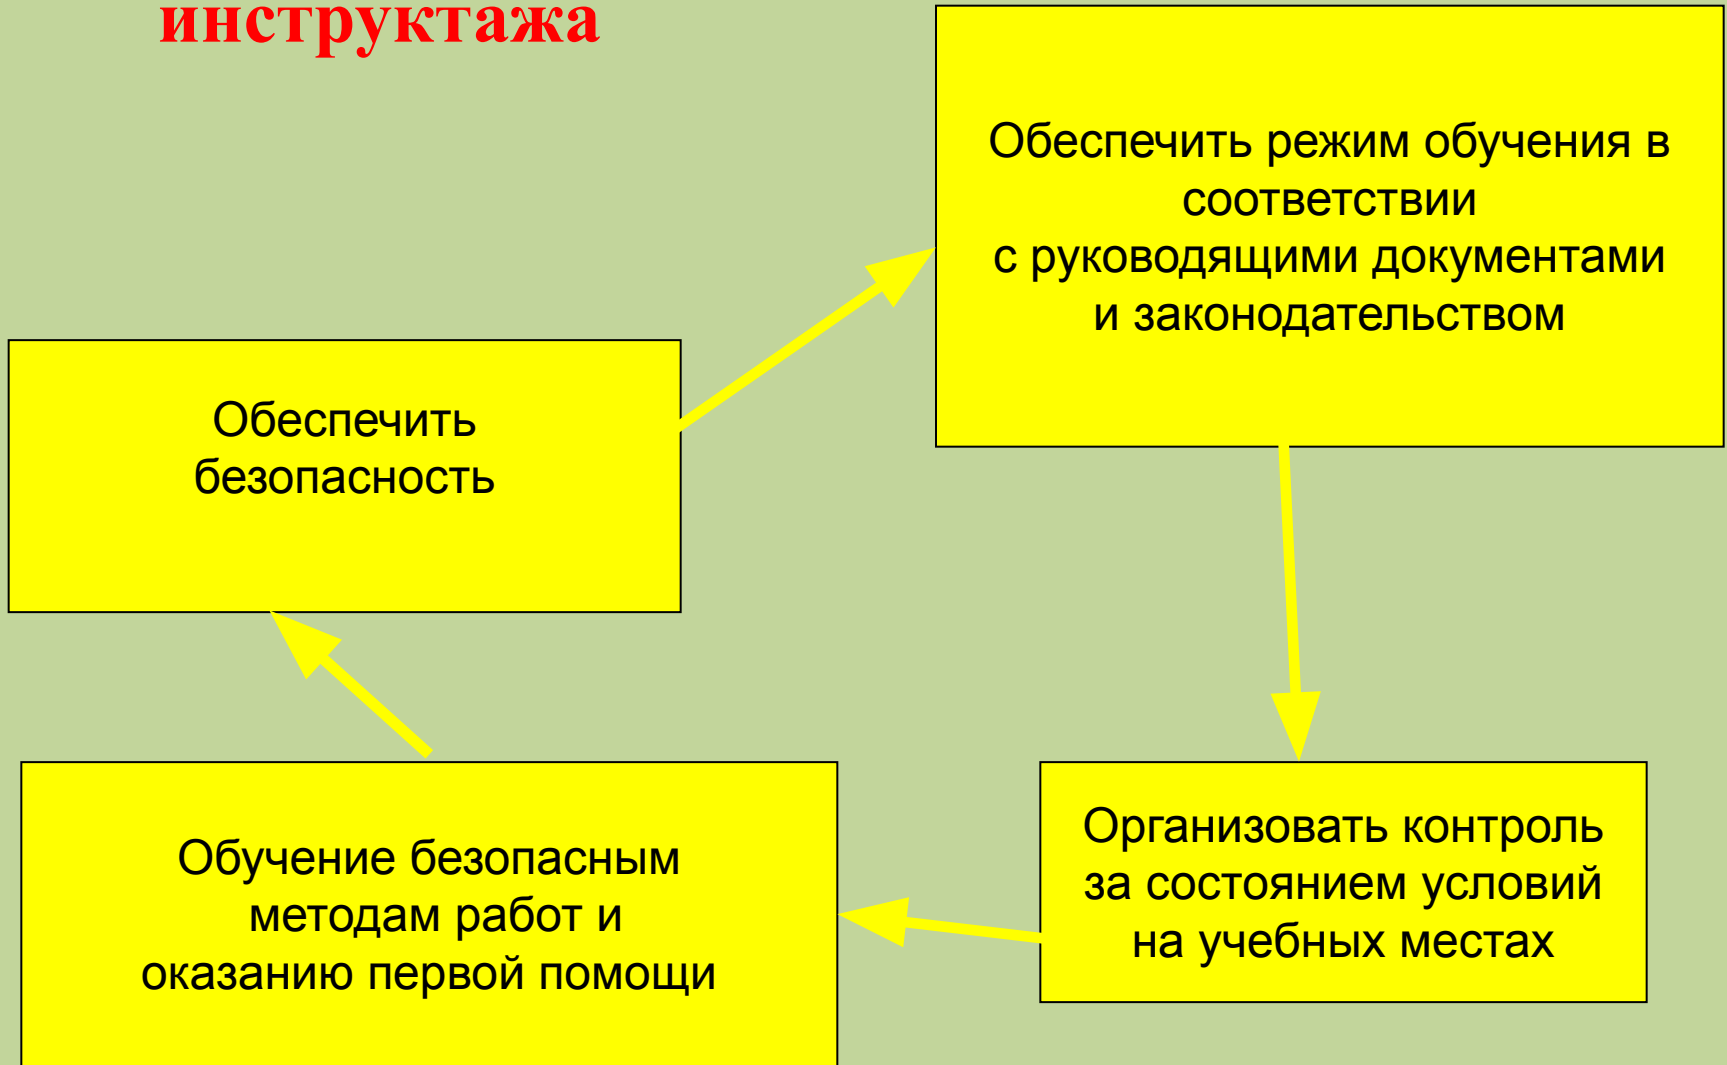 инструктажа
Обеспечить режим обучения в
соответствии
с руководящими документами
и законодательством
Обеспечить
безопасность
Обучение безопасным
методам работ и
оказанию первой помощи
Организовать контроль
за состоянием условий
на учебных местах